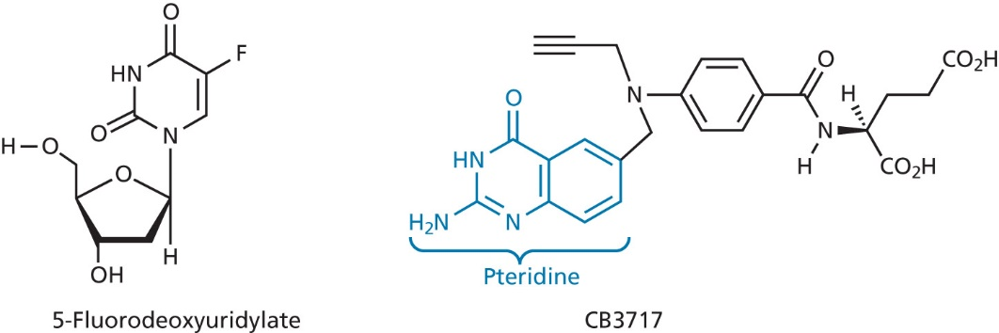 O
HN
F
O
N
H–O
O
H
OH
5-Fluorodeoxyuridylate
O
HN
H₂N
N
N
O
H
N
H
CO₂H
CO₂H
Pteridine
CB3717